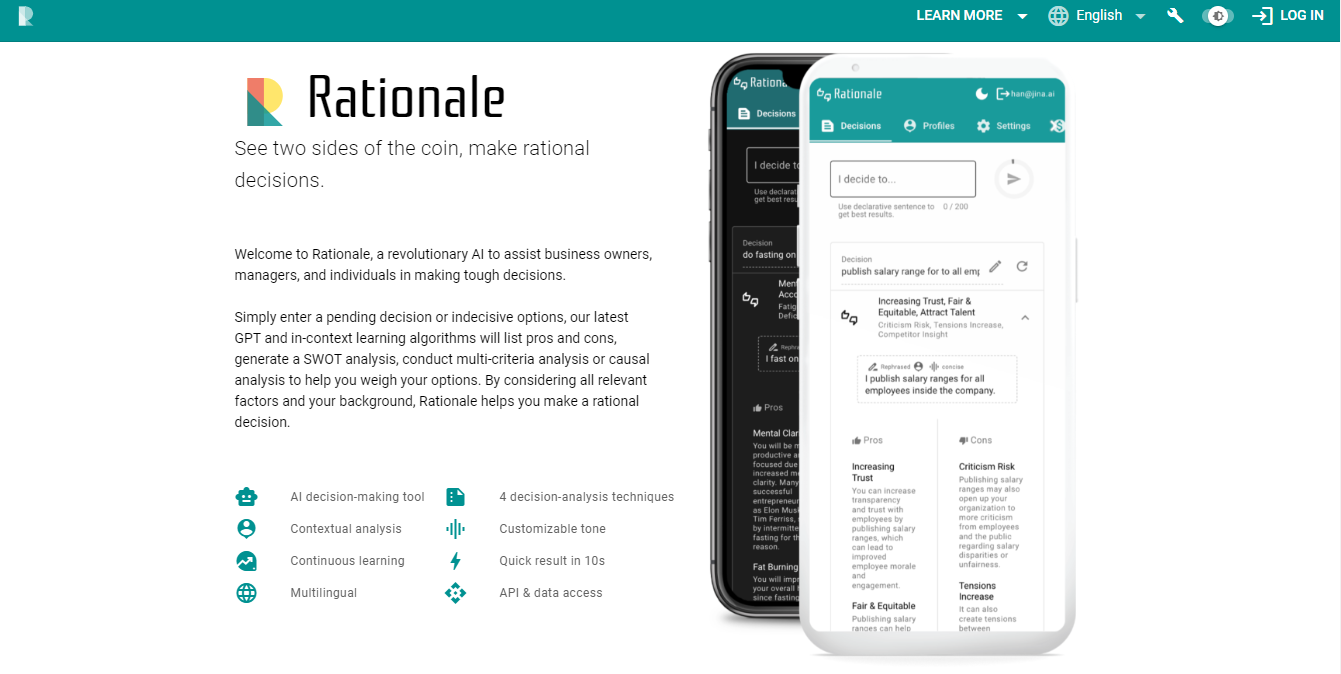 LEARN MORE
English
LOG IN
Rationale
See two sides of the coin, make rational
decisions.
Welcome to Rationale, a revolutionary AI to assist business owners,
managers, and individuals in making tough decisions.
Simply enter a pending decision or indecisive options, our latest
GPT and in-context learning algorithms will list pros and cons,
generate a SWOT analysis, conduct multi-criteria analysis or causal
analysis to help you weigh your options. By considering all relevant
factors and your background, Rationale helps you make a rational
decision.
AI decision-making tool
4 decision-analysis techniques
Contextual analysis
Customizable tone
Continuous learning
Quick result in 10s
Multilingual
API & data access
Rationa
Decisions
I decide to
Use declarat
get best resu
Decision
do fasting on
Men
Acco
Fatig
Defic
Rephra
I fast on
Pros
Mental Clar
You will be m
productive a
focused due
increased m
clarity. Many
successful
entrepreneur
as Elon Musk
Tim Ferriss, s
by intermitte
fasting for th
reason.
Fat Burning
You will impr
your overall h
since fasting
Rationale
han@jina.ai
Decisions
Profiles
Settings
I decide to...
Use declarative sentence to
get best results.
0 / 200
Decision
publish salary range for to all emp
Increasing Trust, Fair &
Equitable, Attract Talent
Criticism Risk, Tensions Increase,
Competitor Insight
Rephrased
concise
I publish salary ranges for all
employees inside the company.
Pros
Increasing
Trust
You can increase
transparency
and trust with
employees by
publishing salary
ranges, which
can lead to
improved
employee morale
and
engagement.
Fair & Equitable
Publishing salary
ranges can help
Cons
Criticism Risk
Publishing salary
ranges may also
open up your
organization to
more criticism
from employees
and the public
regarding salary
disparities or
unfairness.
Tensions
Increase
It can also
create tensions
between